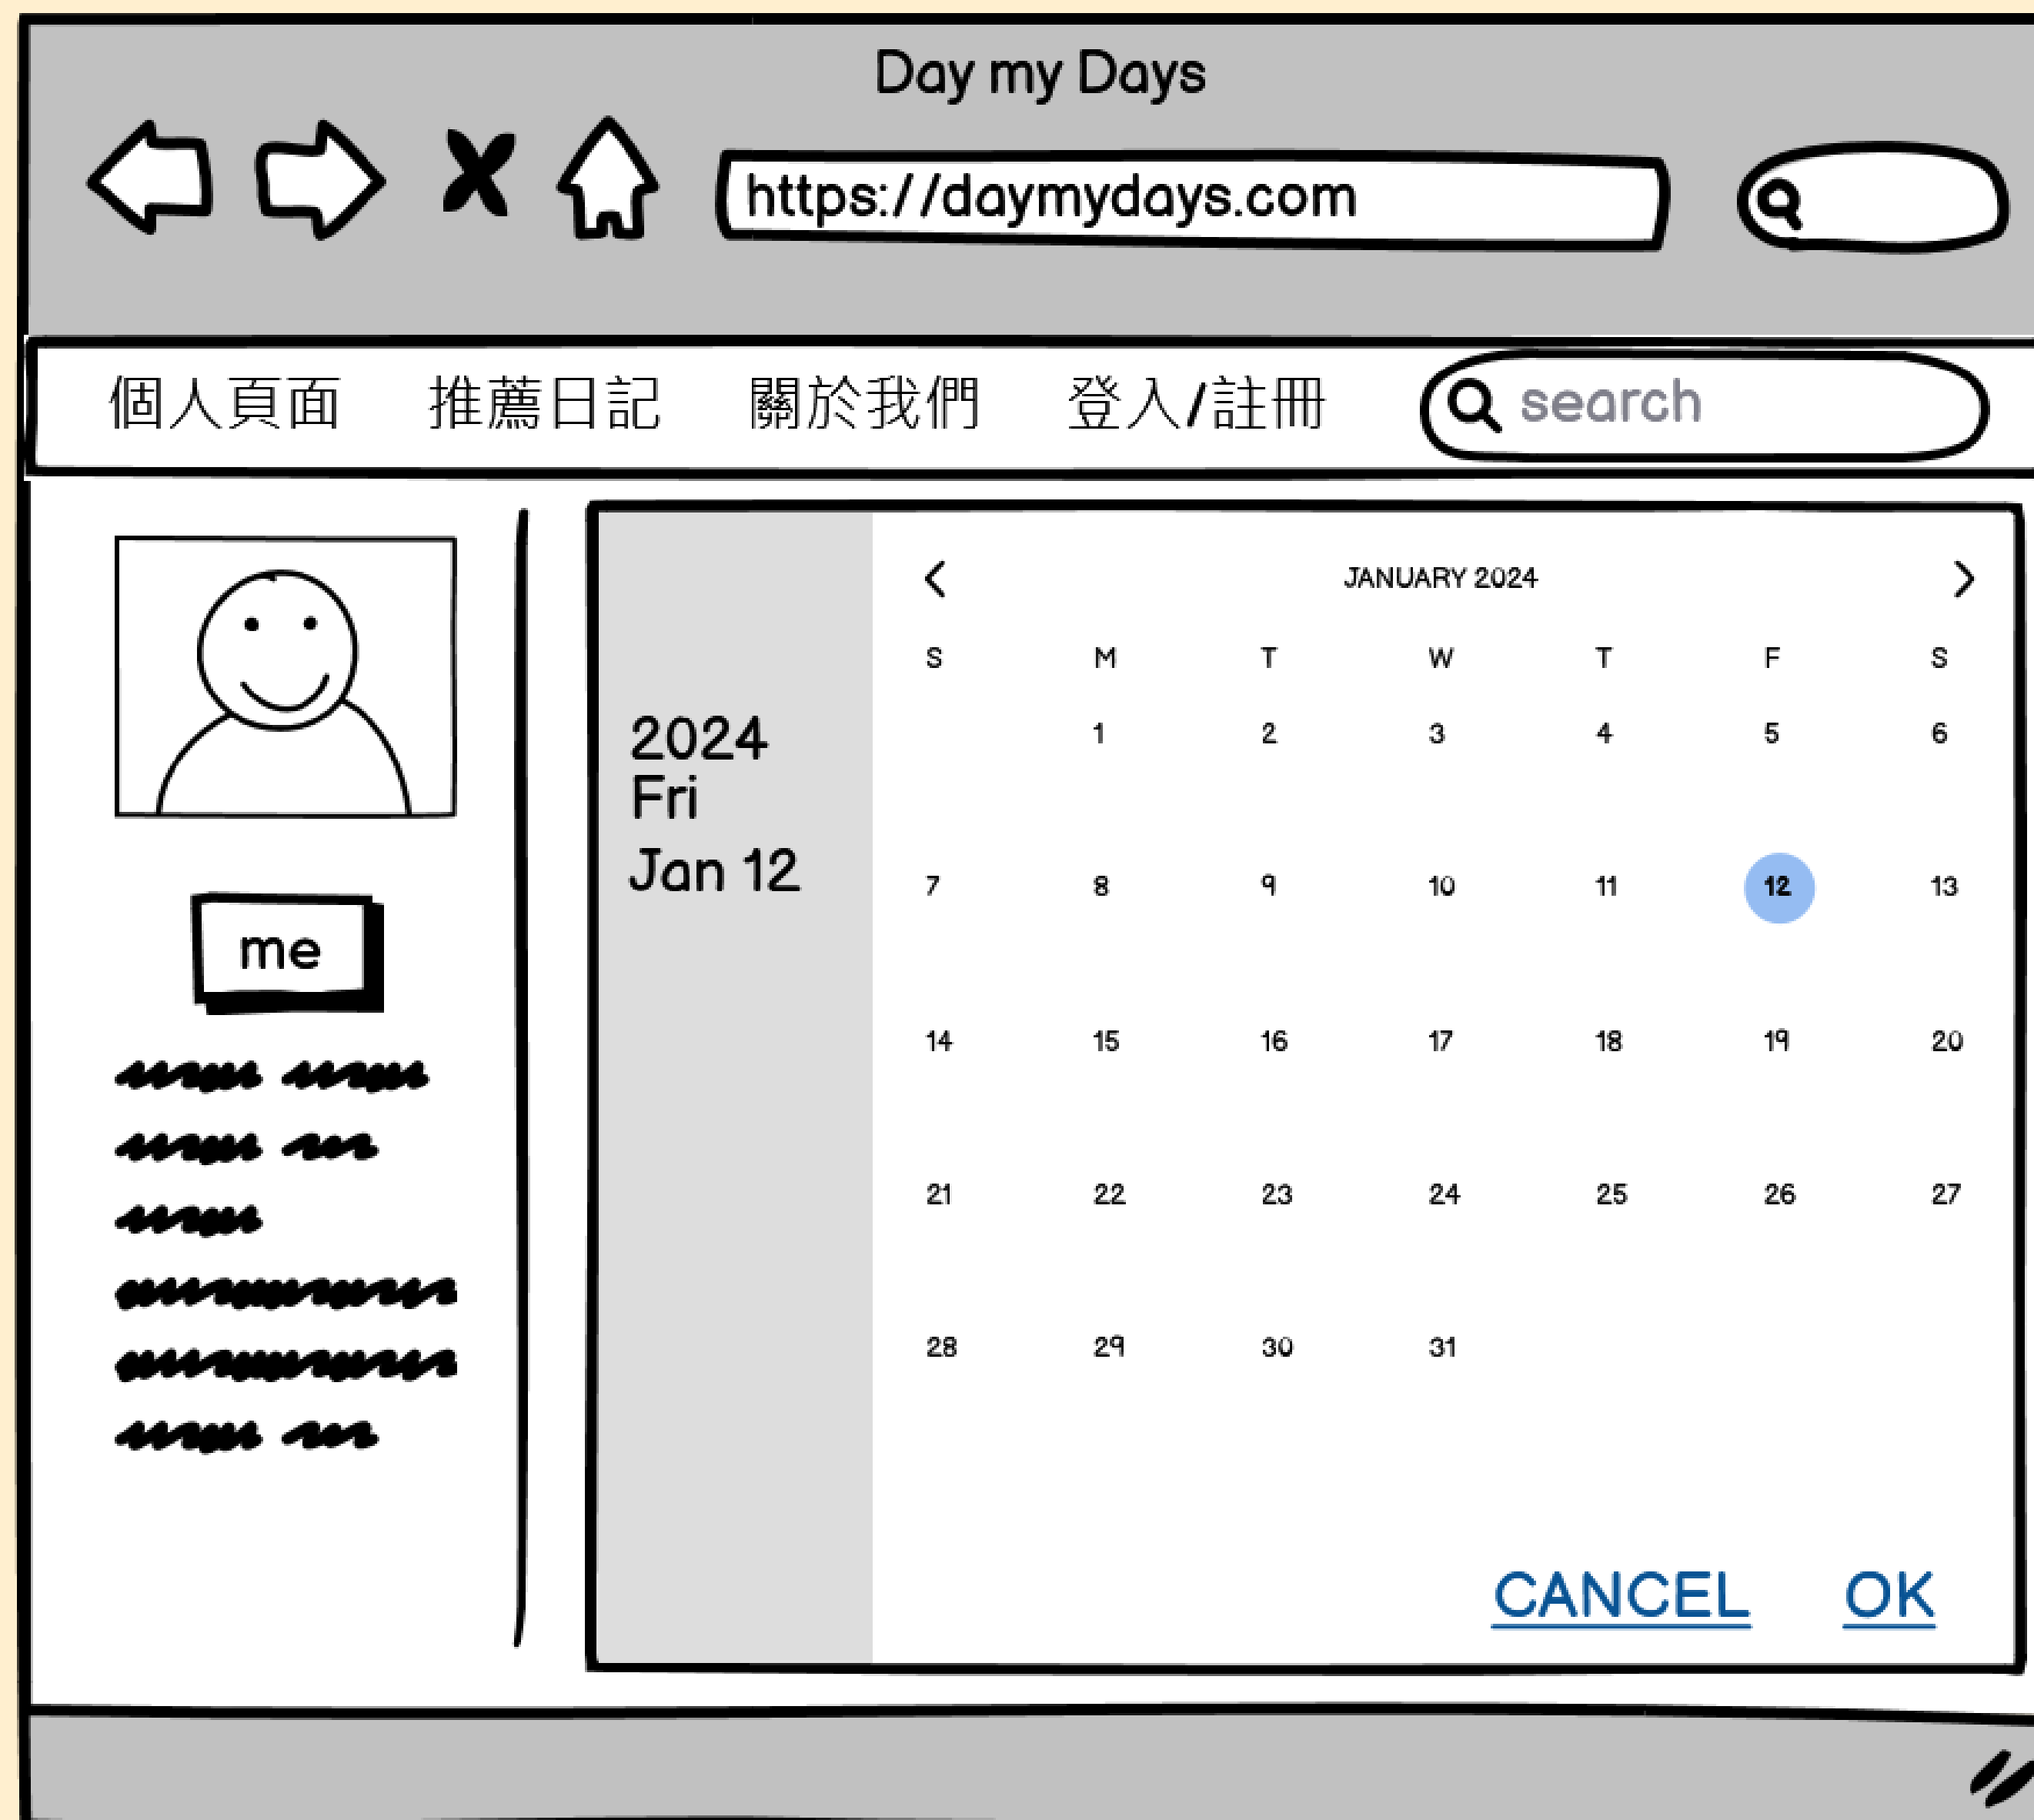 Day my Days
https://daymydays.com
個人頁面 推薦日記 關於我們 登入/註冊 search
me
2024
Fri
Jan 12
JANUARY 2024
S M T W T F S
1 2 3 4 5 6
7 8 9 10 11 12 13
14 15 16 17 18 19 20
21 22 23 24 25 26 27
28 29 30 31
CANCEL OK